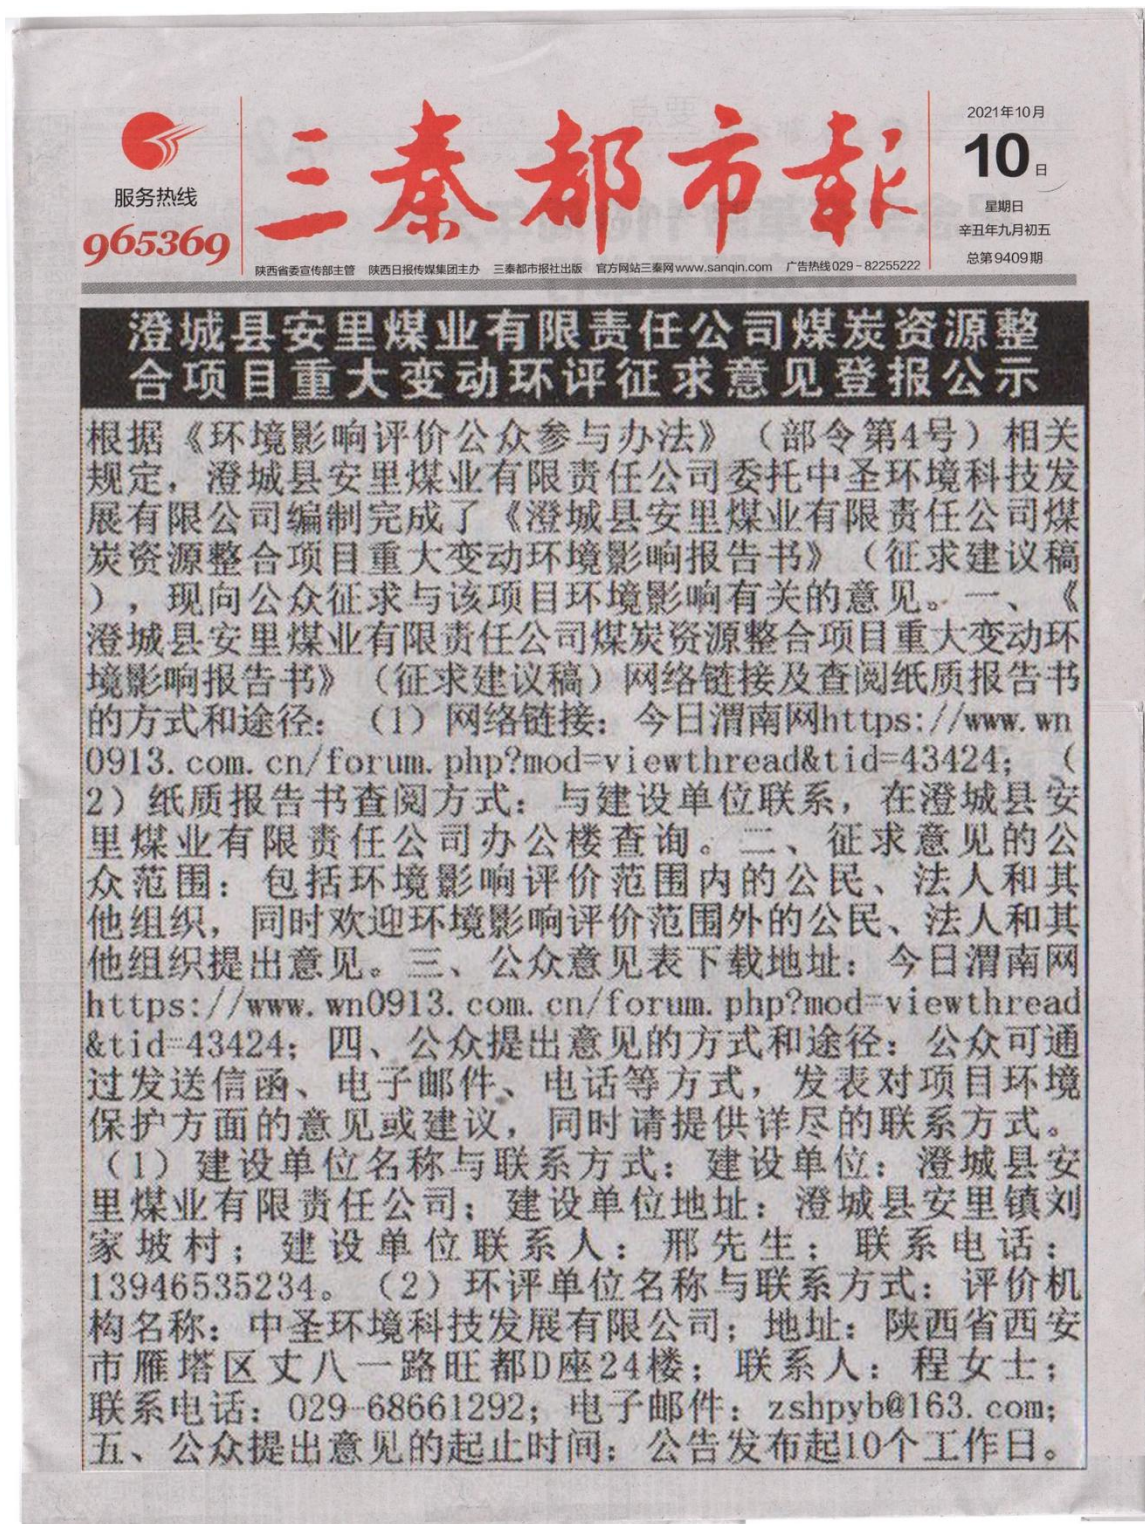 服务热线
965369
三秦都市报
2021年10月
10日
星期日
辛丑年九月初五
总第9409期
陕西省委宣传部主管 陕西日报传媒集团主办 三秦都市报社出版 官方网站三秦网www.sanqin.com 广告热线029-82255222
澄城县安里煤业有限责任公司煤炭资源整
合项目重大变动环评征求意见登报公示
根据《环境影响评价公众参与办法》（部令第4号）相关
规定，澄城县安里煤业有限责任公司委托中圣环境科技发
展有限公司编制完成了《澄城县安里煤业有限责任公司煤
炭资源整合项目重大变动环境影响报告书》（征求建议稿
），现向公众征求与该项目环境影响有关的意见。一、《
澄城县安里煤业有限责任公司煤炭资源整合项目重大变动环
境影响报告书》（征求建议稿）网络链接及查阅纸质报告书
的方式和途径：（1）网络链接：今日渭南网https://www.wn
0913.com.cn/forum.php?mod=viewthread&tid=43424；（
2）纸质报告书查阅方式：与建设单位联系，在澄城县安
里煤业有限责任公司办公楼查询。二、征求意见的公
众范围：包括环境影响评价范围内的公民、法人和其
他组织，同时欢迎环境影响评价范围外的公民、法人和其
他组织提出意见。三、公众意见表下载地址：今日渭南网
https://www.wn0913.com.cn/forum.php?mod=viewthread
&tid=43424；四、公众提出意见的方式和途径：公众可通
过发送信函、电子邮件、电话等方式，发表对项目环境
保护方面的意见或建议，同时请提供详尽的联系方式。
（1）建设单位名称与联系方式：建设单位：澄城县安
里煤业有限责任公司；建设单位地址：澄城县安里镇刘
家坡村；建设单位联系人：邢先生；联系电话：
13946535234。（2）环评单位名称与联系方式：评价机
构名称：中圣环境科技发展有限公司；地址：陕西省西安
市雁塔区丈八一路旺都D座24楼；联系人：程女士；
联系电话：029-68661292；电子邮件：zshpyb@163.com；
五、公众提出意见的起止时间：公告发布起10个工作日。